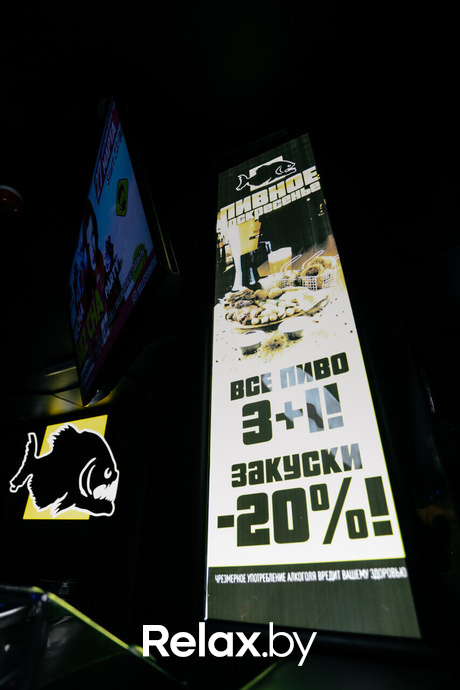 ПИВНОЕ
ВОСКРЕСЕНЬЕ
ВСЕ ПИВО
3+1!
ЗАКУСКИ
-20%!
ЧРЕЗМЕРНОЕ УПОТРЕБЛЕНИЕ АЛКОГОЛЯ ВРЕДИТ ВАШЕМУ ЗДОРОВЬЮ
Relax.by